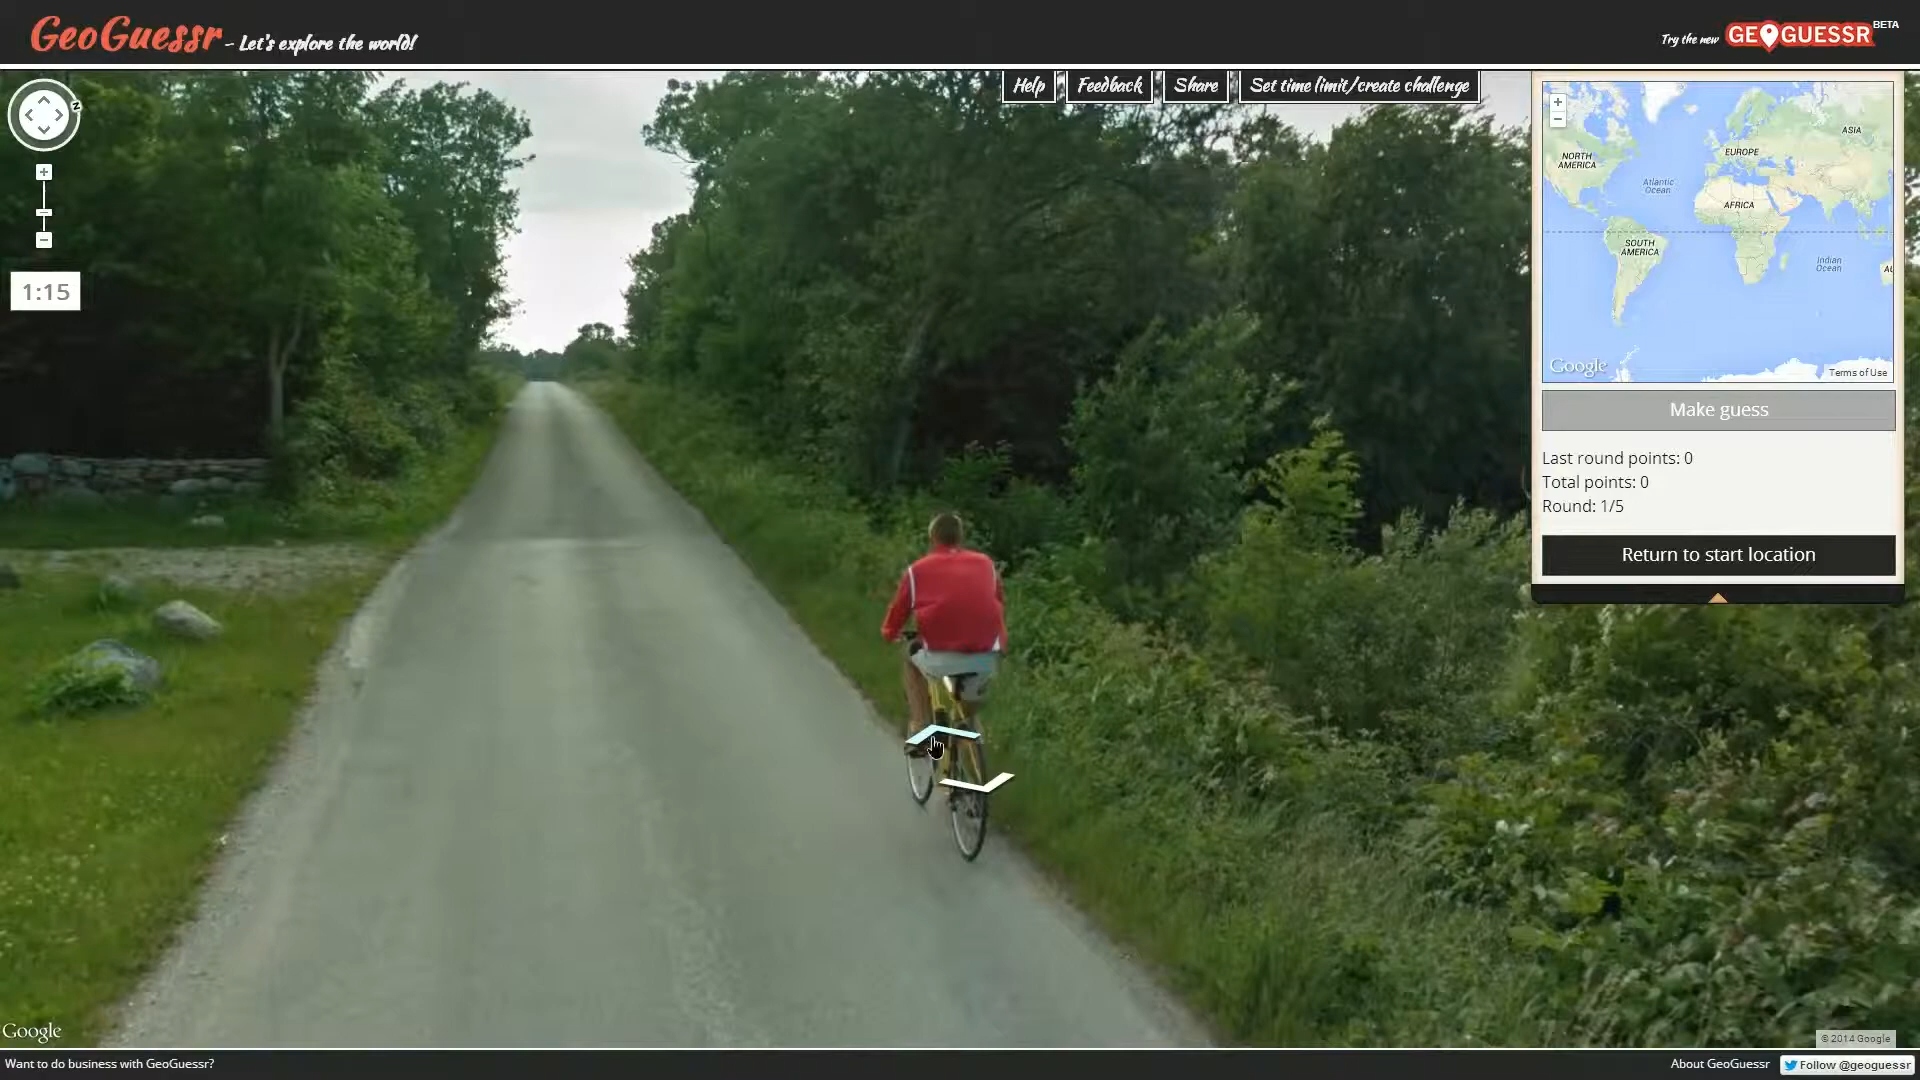 GeoGuessr - Let's explore the world!
Try the new GEOGUESSR BETA
Help
Feedback
Share
Set time limit/create challenge
N
1:15
+
−
+
−
NORTH AMERICA
Atlantic Ocean
EUROPE
ASIA
AFRICA
SOUTH AMERICA
Indian Ocean
AU
Google
Terms of Use
Make guess
Last round points: 0
Total points: 0
Round: 1/5
Return to start location
Google
© 2014 Google
Want to do business with GeoGuessr?
About GeoGuessr
Follow @geoguessr